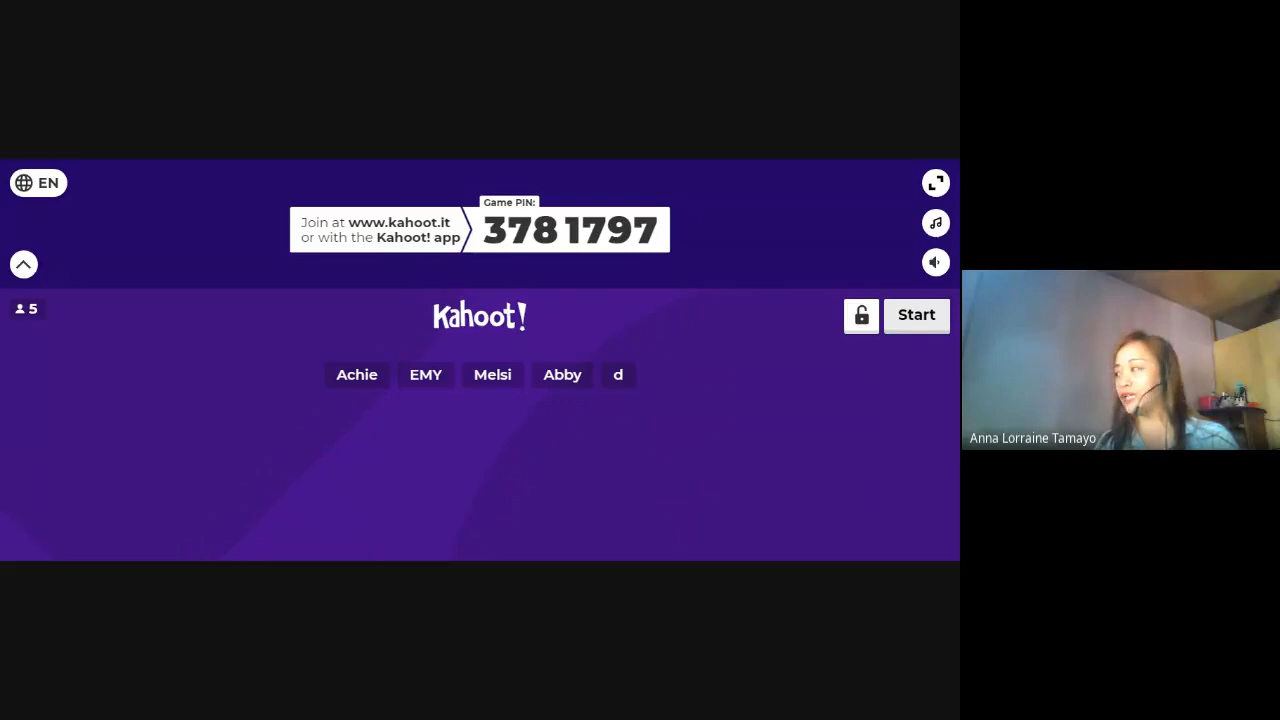 EN
Game PIN:
Join at www.kahoot.it
or with the Kahoot! app
378 1797
5
Kahoot!
Start
Achie EMY Melsi Abby d
Anna Lorraine Tamayo